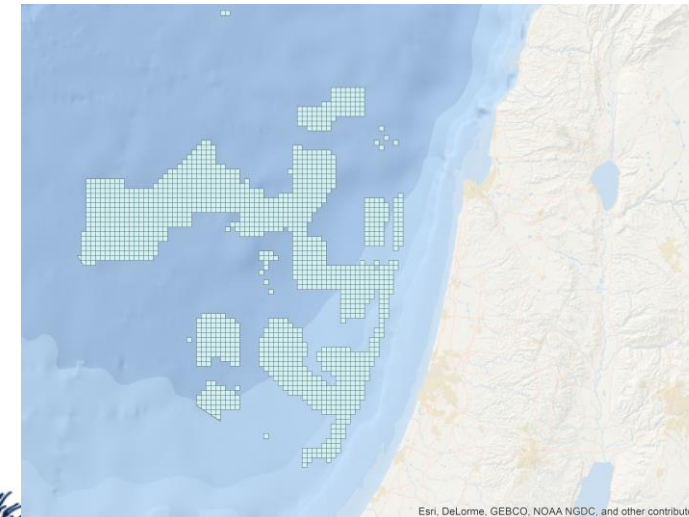 Esri, DeLorme, GEBCO, NOAA NGDC, and other contribut